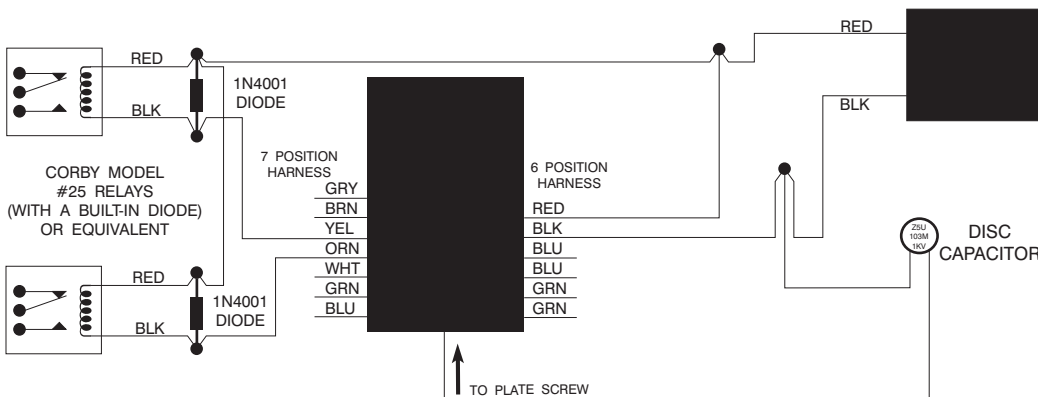 RED
BLK
1N4001
DIODE
CORBY MODEL
#25 RELAYS
(WITH A BUILT-IN DIODE)
OR EQUIVALENT
RED
BLK
1N4001
DIODE
7 POSITION
HARNESS
GRY
BRN
YEL
ORN
WHT
GRN
BLU
6 POSITION
HARNESS
RED
BLK
BLU
BLU
GRN
GRN
TO PLATE SCREW
RED
BLK
Z5U
103M
1KV
DISC
CAPACITOR